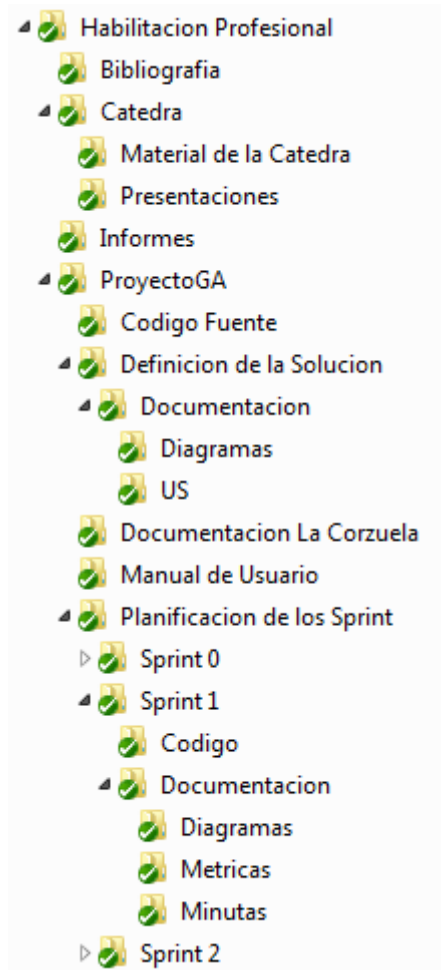 Habilitacion Profesional
Bibliografia
Catedra
Material de la Catedra
Presentaciones
Informes
ProyectoGA
Codigo Fuente
Definicion de la Solucion
Documentacion
Diagramas
US
Documentacion La Corzuela
Manual de Usuario
Planificacion de los Sprint
Sprint 0
Sprint 1
Codigo
Documentacion
Diagramas
Metricas
Minutas
Sprint 2